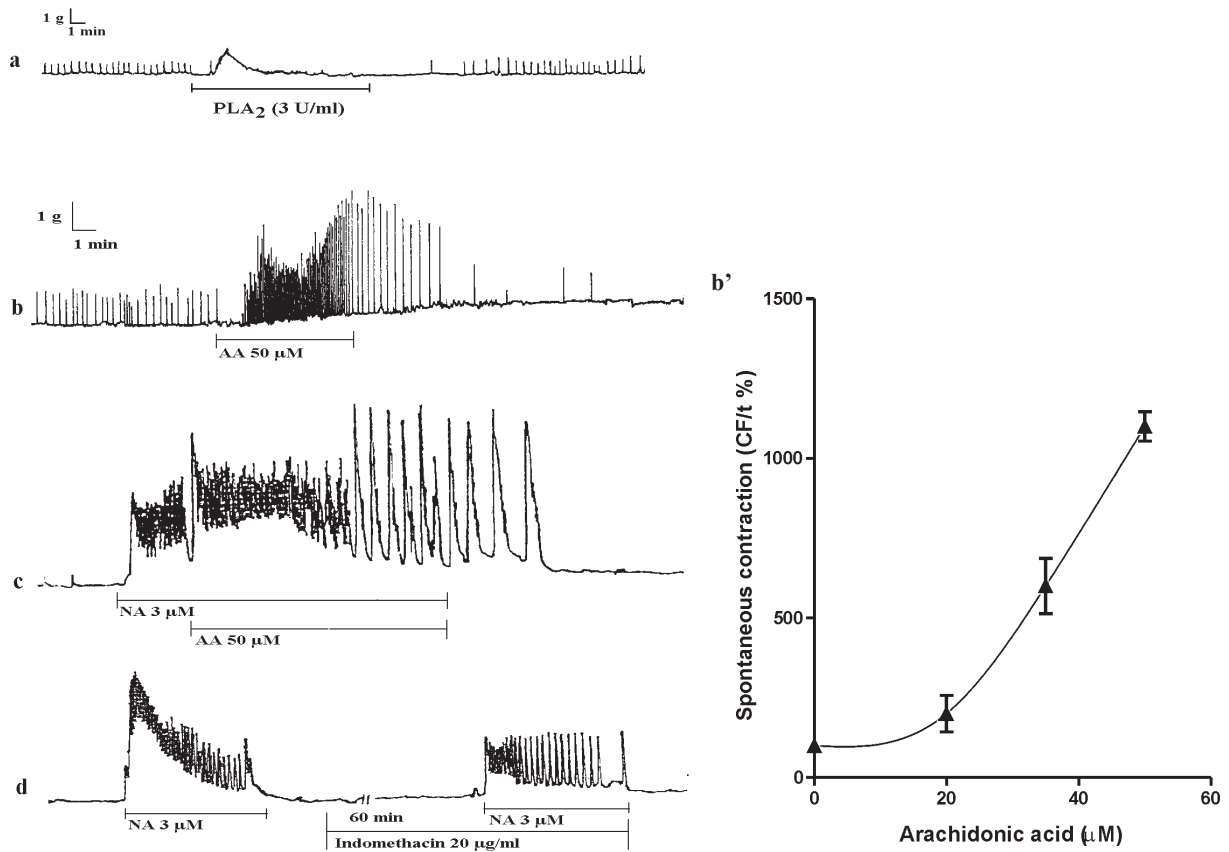 1 g
1 min
a
PLA2 (3 U/ml)
1 g
1 min
b
AA 50 µM
c
NA 3 µM
AA 50 µM
d
NA 3 µM
60 min
NA 3 µM
Indomethacin 20 µg/ml
b'
Spontaneous contraction (CF/t %)
1500
1000
500
0
0 20 40 60
Arachidonic acid (µM)